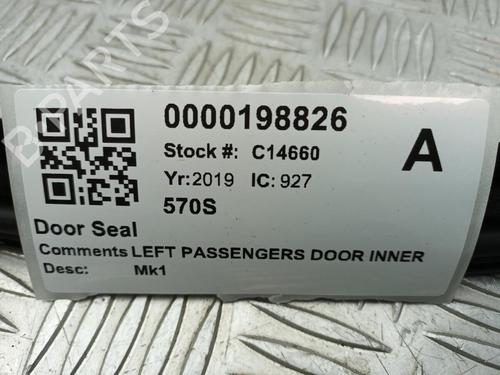 B-PARTS
0000198826
Stock #: C14660
A
Yr: 2019 IC: 927
570S
Door Seal
Comments LEFT PASSENGERS DOOR INNER
Desc: Mk1